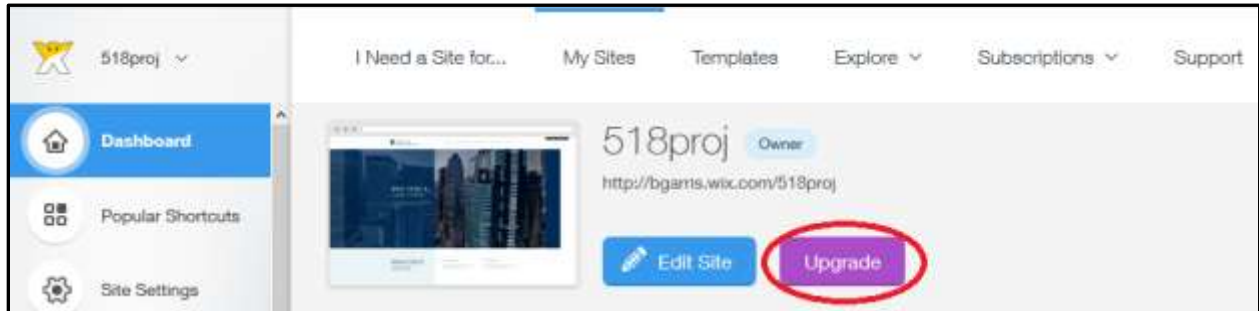 518proj
I Need a Site for... My Sites Templates Explore Subscriptions Support
Dashboard
518proj Owner
http://bgarris.wix.com/518proj
Popular Shortcuts
Edit Site Upgrade
Site Settings